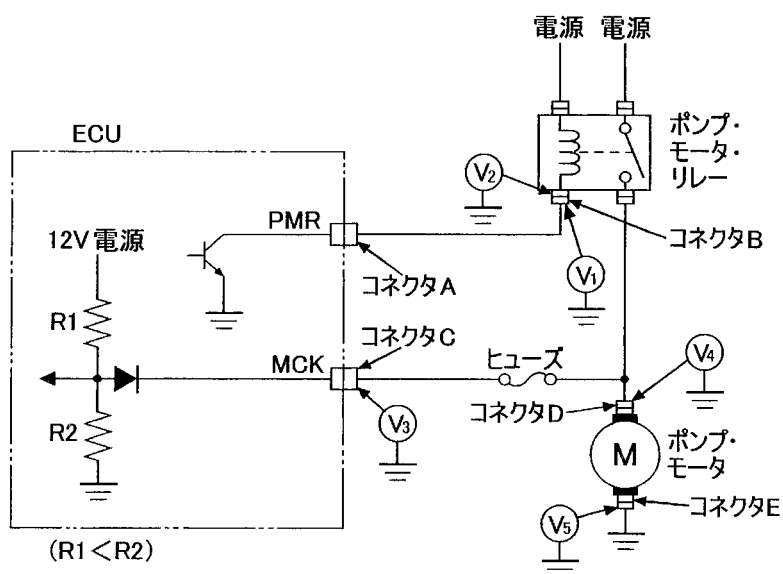 電源
電源
ECU
ポンプ・
モータ・
リレー
V2
PMR
コネクタB
12V電源
コネクタA
V1
R1
コネクタC
MCK
ヒューズ
V4
R2
V3
コネクタD
M
ポンプ・
モータ
コネクタE
V5
(R1<R2)